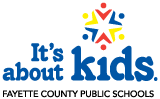 It's
about kids.
FAYETTE COUNTY PUBLIC SCHOOLS